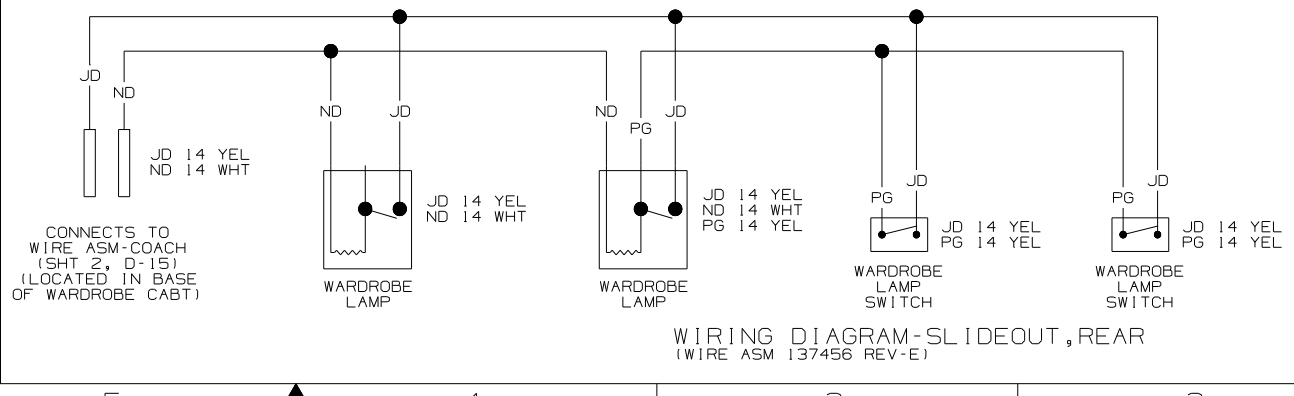 JD
ND
ND
JD
ND
PG
JD
PG
JD
PG
JD
JD 14 YEL
ND 14 WHT
JD 14 YEL
ND 14 WHT
JD 14 YEL
ND 14 WHT
PG 14 YEL
JD 14 YEL
PG 14 YEL
JD 14 YEL
PG 14 YEL
CONNECTS TO
WIRE ASM-COACH
(SHT 2, D-15)
(LOCATED IN BASE
OF WARDROBE CABT)
WARDROBE
LAMP
WARDROBE
LAMP
WARDROBE
LAMP
SWITCH
WARDROBE
LAMP
SWITCH
WIRING DIAGRAM-SLIDEOUT,REAR
(WIRE ASM 137456 REV-E)